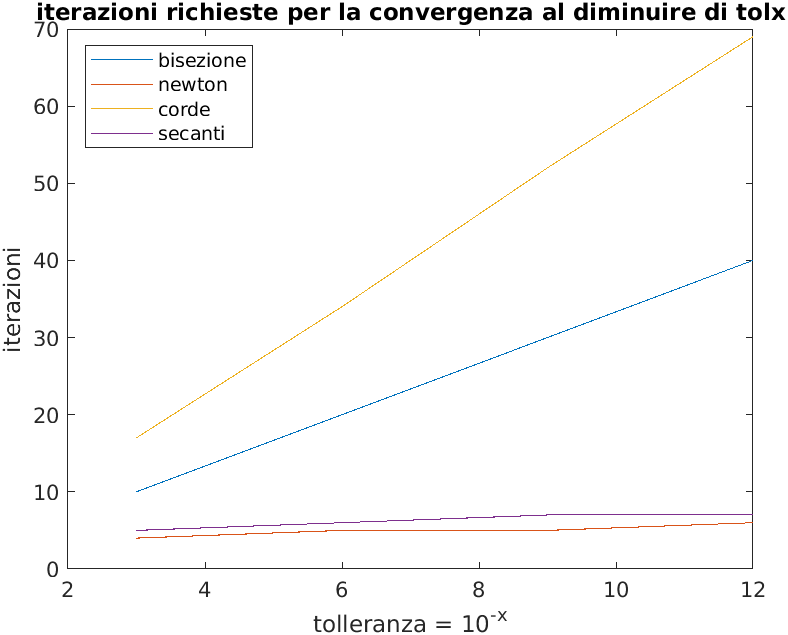 iterazioni richieste per la convergenza al diminuire di tolx
70
60
50
40
30
20
10
0
bisezione
newton
corde
secanti
iterazioni
2
4
6
8
10
12
tolleranza = 10^-x